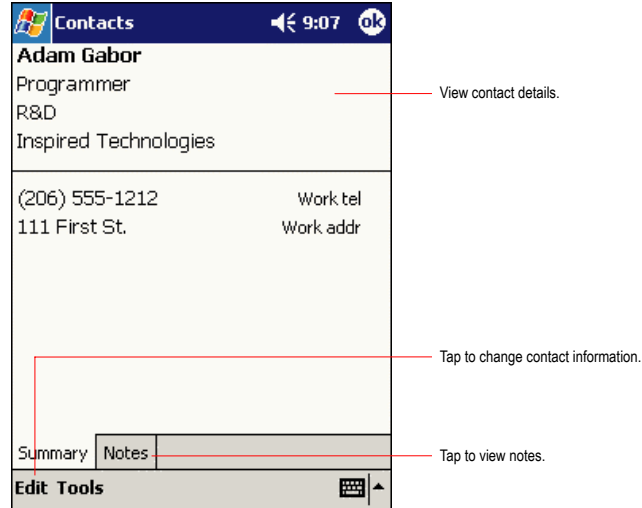 Contacts 9:07 ok
Adam Gabor
Programmer
R&D
Inspired Technologies
View contact details.
(206) 555-1212 Work tel
111 First St. Work addr
Tap to change contact information.
Summary Notes
Tap to view notes.
Edit Tools